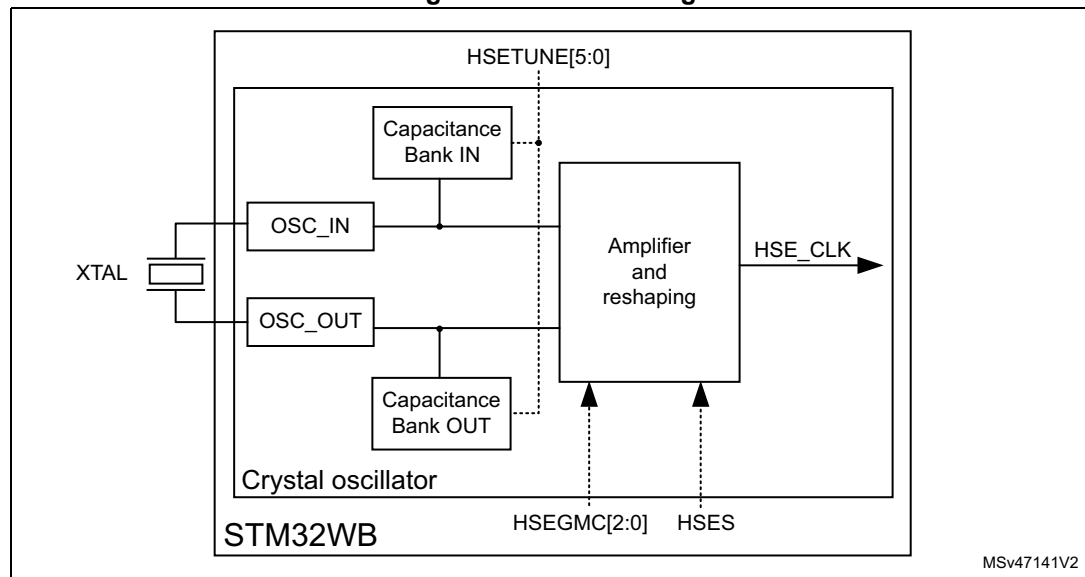 HSETUNE[5:0]
Capacitance
Bank IN
OSC_IN
Amplifier
and
reshaping
HSE_CLK
XTAL
OSC_OUT
Capacitance
Bank OUT
Crystal oscillator
HSEGMC[2:0] HSES
STM32WB
MSv47141V2